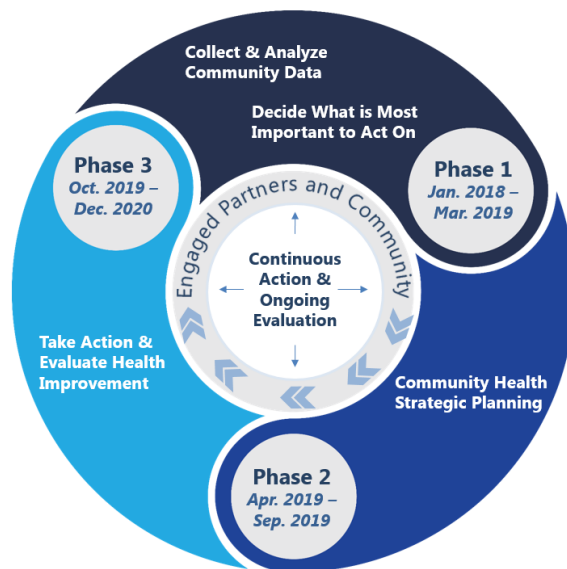 Collect & Analyze
Community Data
Decide What is Most
Important to Act On
Phase 1
Jan. 2018 –
Mar. 2019
Phase 3
Oct. 2019 –
Dec. 2020
Engaged Partners and Community
Continuous
Action &
Ongoing
Evaluation
Take Action &
Evaluate Health
Improvement
Community Health
Strategic Planning
Phase 2
Apr. 2019 –
Sep. 2019